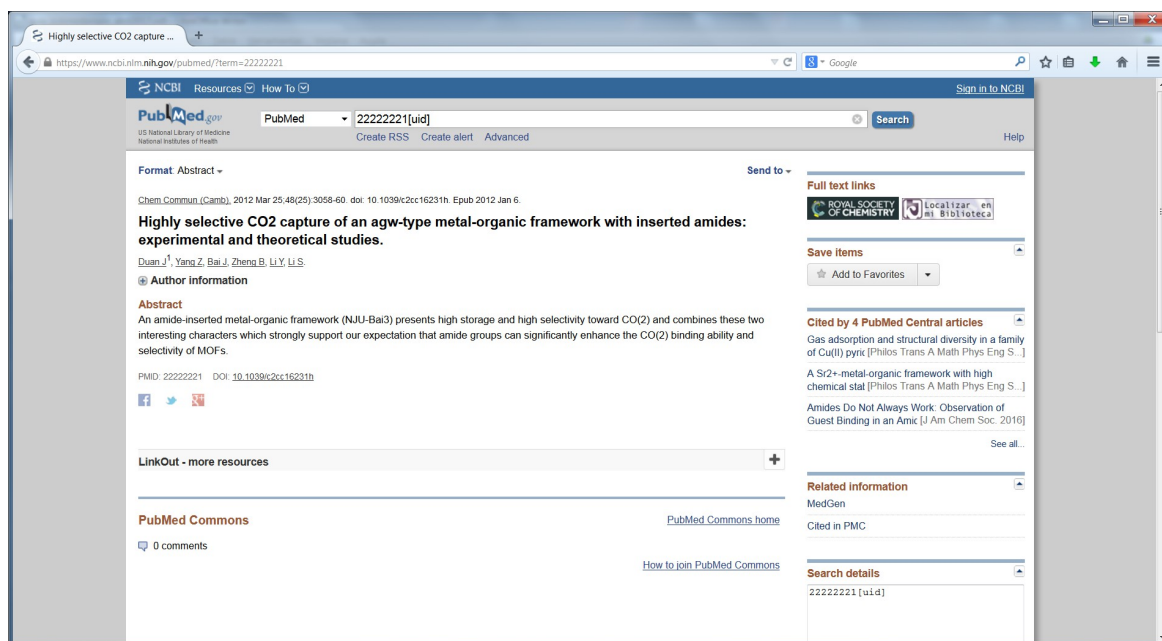 Highly selective CO2 capture ...
https://www.ncbi.nlm.nih.gov/pubmed/?term=22222221
Google
NCBI Resources How To
Sign in to NCBI
PubMed.gov
US National Library of Medicine
National Institutes of Health
PubMed
22222221[uid]
Search
Create RSS Create alert Advanced
Help
Format: Abstract
Send to
Chem Commun (Camb). 2012 Mar 25;48(25):3058-60. doi: 10.1039/c2cc16231h. Epub 2012 Jan 6.
Highly selective CO2 capture of an agw-type metal-organic framework with inserted amides:
experimental and theoretical studies.
Duan J1, Yang Z, Bai J, Zheng B, Li Y, Li S.
Author information
Abstract
An amide-inserted metal-organic framework (NJU-Bai3) presents high storage and high selectivity toward CO(2) and combines these two
interesting characters which strongly support our expectation that amide groups can significantly enhance the CO(2) binding ability and
selectivity of MOFs.
PMID: 22222221 DOI: 10.1039/c2cc16231h
LinkOut - more resources
PubMed Commons
PubMed Commons home
0 comments
How to join PubMed Commons
Full text links
ROYAL SOCIETY
OF CHEMISTRY
Localizar en
mi Biblioteca
Save items
Add to Favorites
Cited by 4 PubMed Central articles
Gas adsorption and structural diversity in a family
of Cu(II) pyric [Philos Trans A Math Phys Eng S...]
A Sr2+-metal-organic framework with high
chemical stat [Philos Trans A Math Phys Eng S...]
Amides Do Not Always Work: Observation of
Guest Binding in an Amic [J Am Chem Soc. 2016]
See all...
Related information
MedGen
Cited in PMC
Search details
22222221[uid]